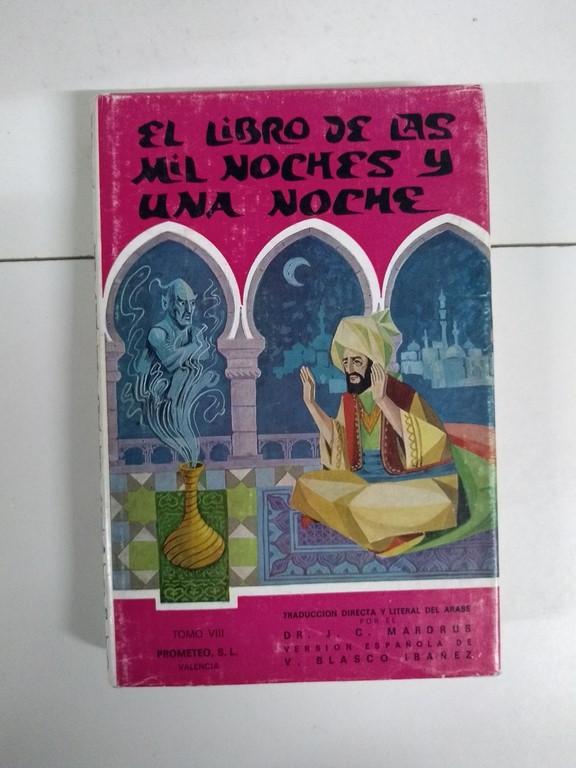 EL LIBRO DE LAS
MIL NOCHES Y
UNA NOCHE
TOMO VIII
PROMETEO, S. L.
VALENCIA
TRADUCCION DIRECTA Y LITERAL DEL ARABE
POR EL
DR. J. C. MARDRUS
VERSION ESPAÑOLA DE
V. BLASCO IBAÑEZ